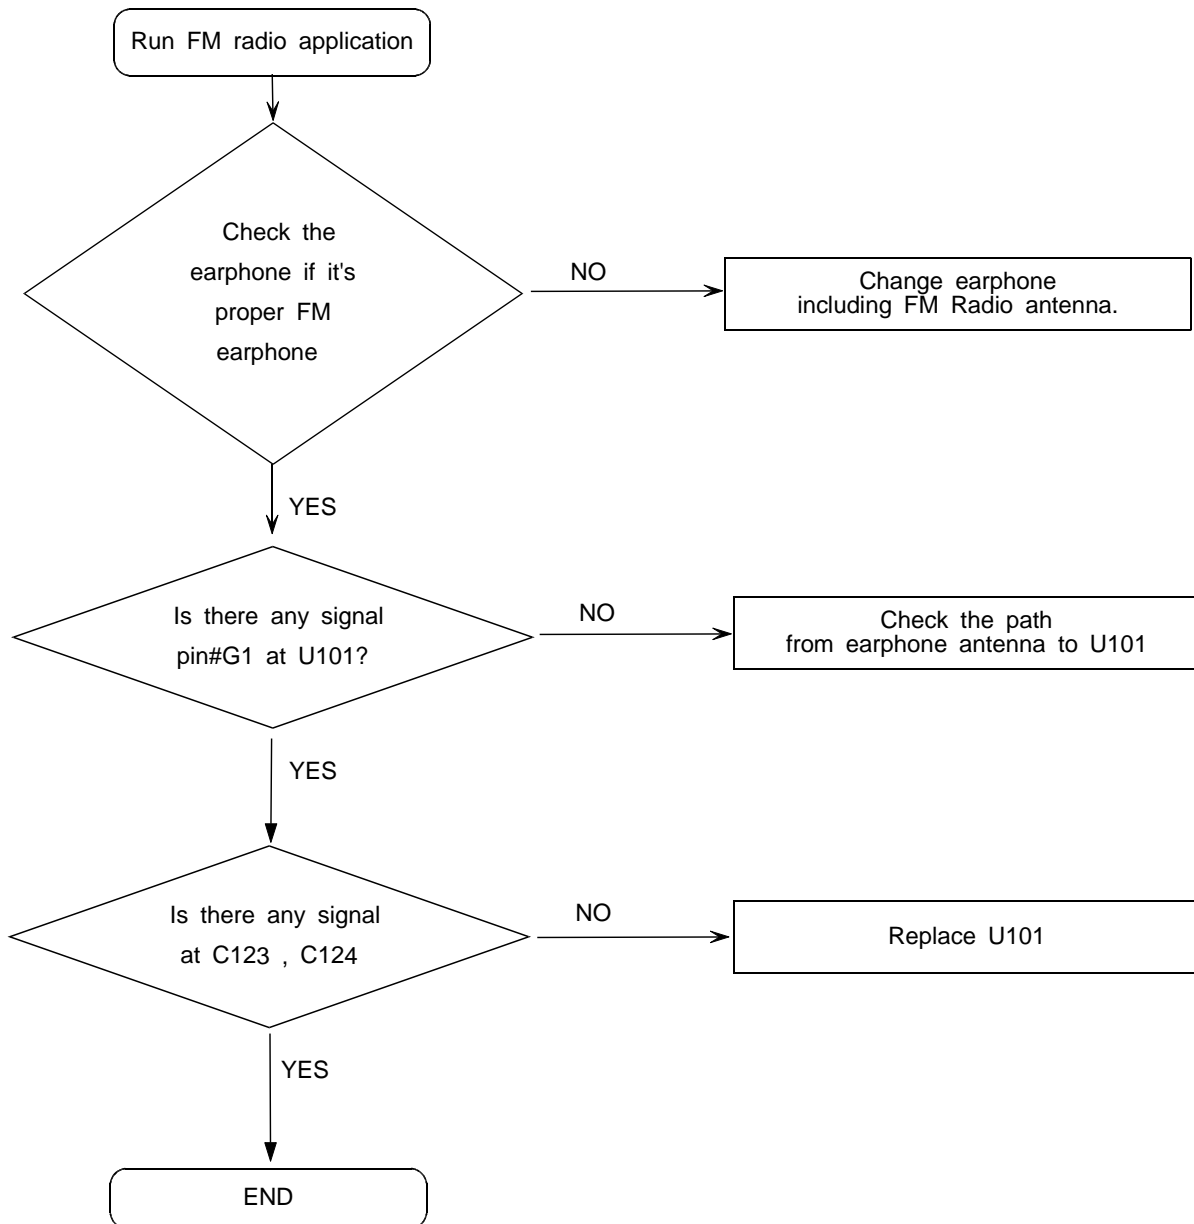 Run FM radio application
Check the
earphone if it's
proper FM
earphone
NO
Change earphone
including FM Radio antenna.
YES
Is there any signal
pin#G1 at U101?
NO
Check the path
from earphone antenna to U101
YES
Is there any signal
at C123 , C124
NO
Replace U101
YES
END